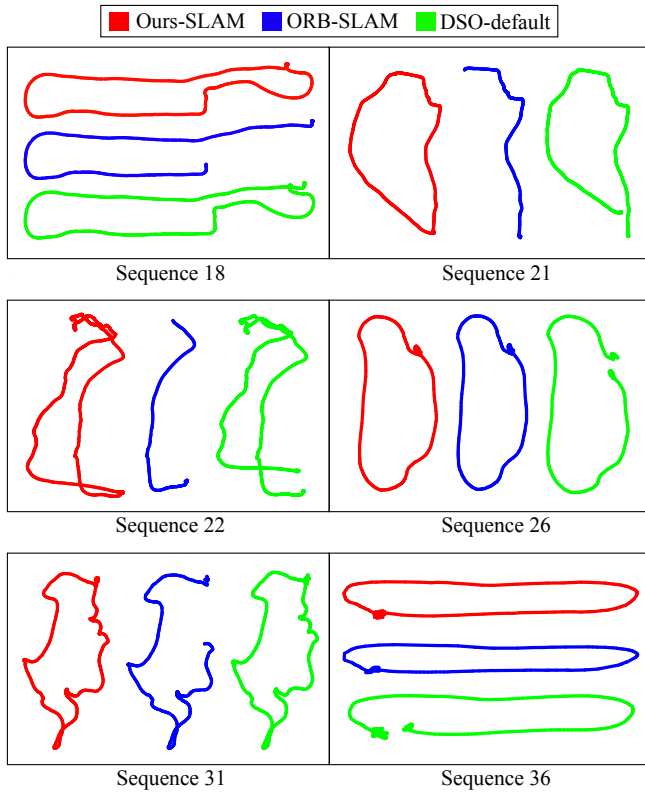 Ours-SLAM ORB-SLAM DSO-default
Sequence 18 Sequence 21
Sequence 22 Sequence 26
Sequence 31 Sequence 36